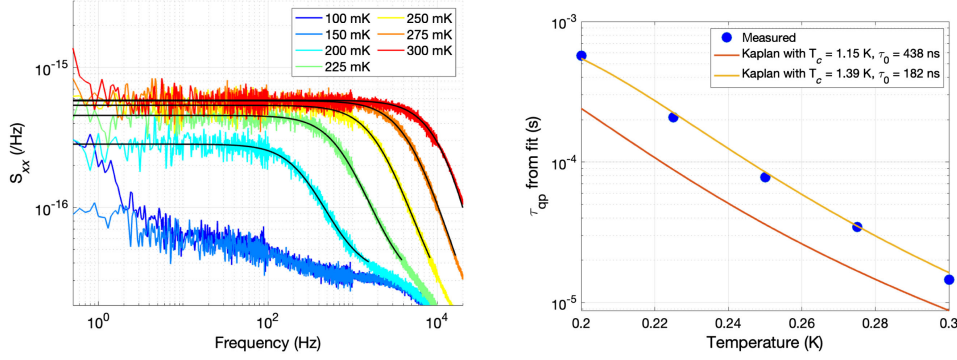 10^-15
10^-16
S_xx (/Hz)
100 mK
150 mK
200 mK
225 mK
250 mK
275 mK
300 mK
10^0
10^2
10^4
Frequency (Hz)
10^-3
10^-4
10^-5
τ_qp from fit (s)
Measured
Kaplan with T_c = 1.15 K, τ_0 = 438 ns
Kaplan with T_c = 1.39 K, τ_0 = 182 ns
0.2 0.22 0.24 0.26 0.28 0.3
Temperature (K)